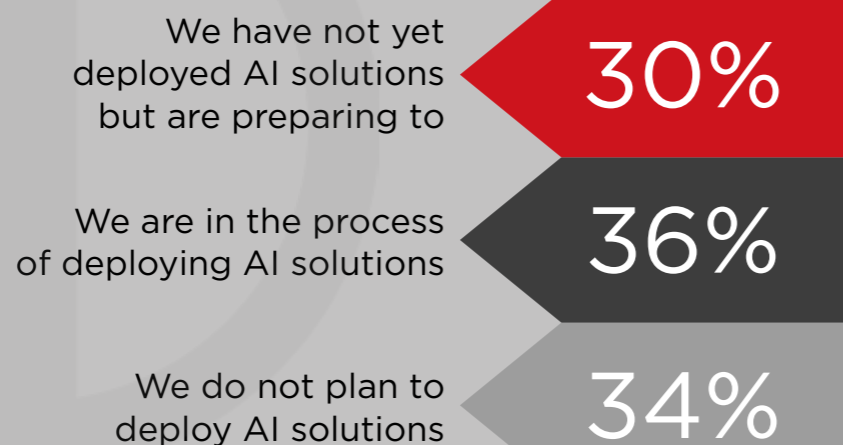 We have not yet
deployed AI solutions
but are preparing to
30%
We are in the process
of deploying AI solutions
36%
We do not plan to
deploy AI solutions
34%